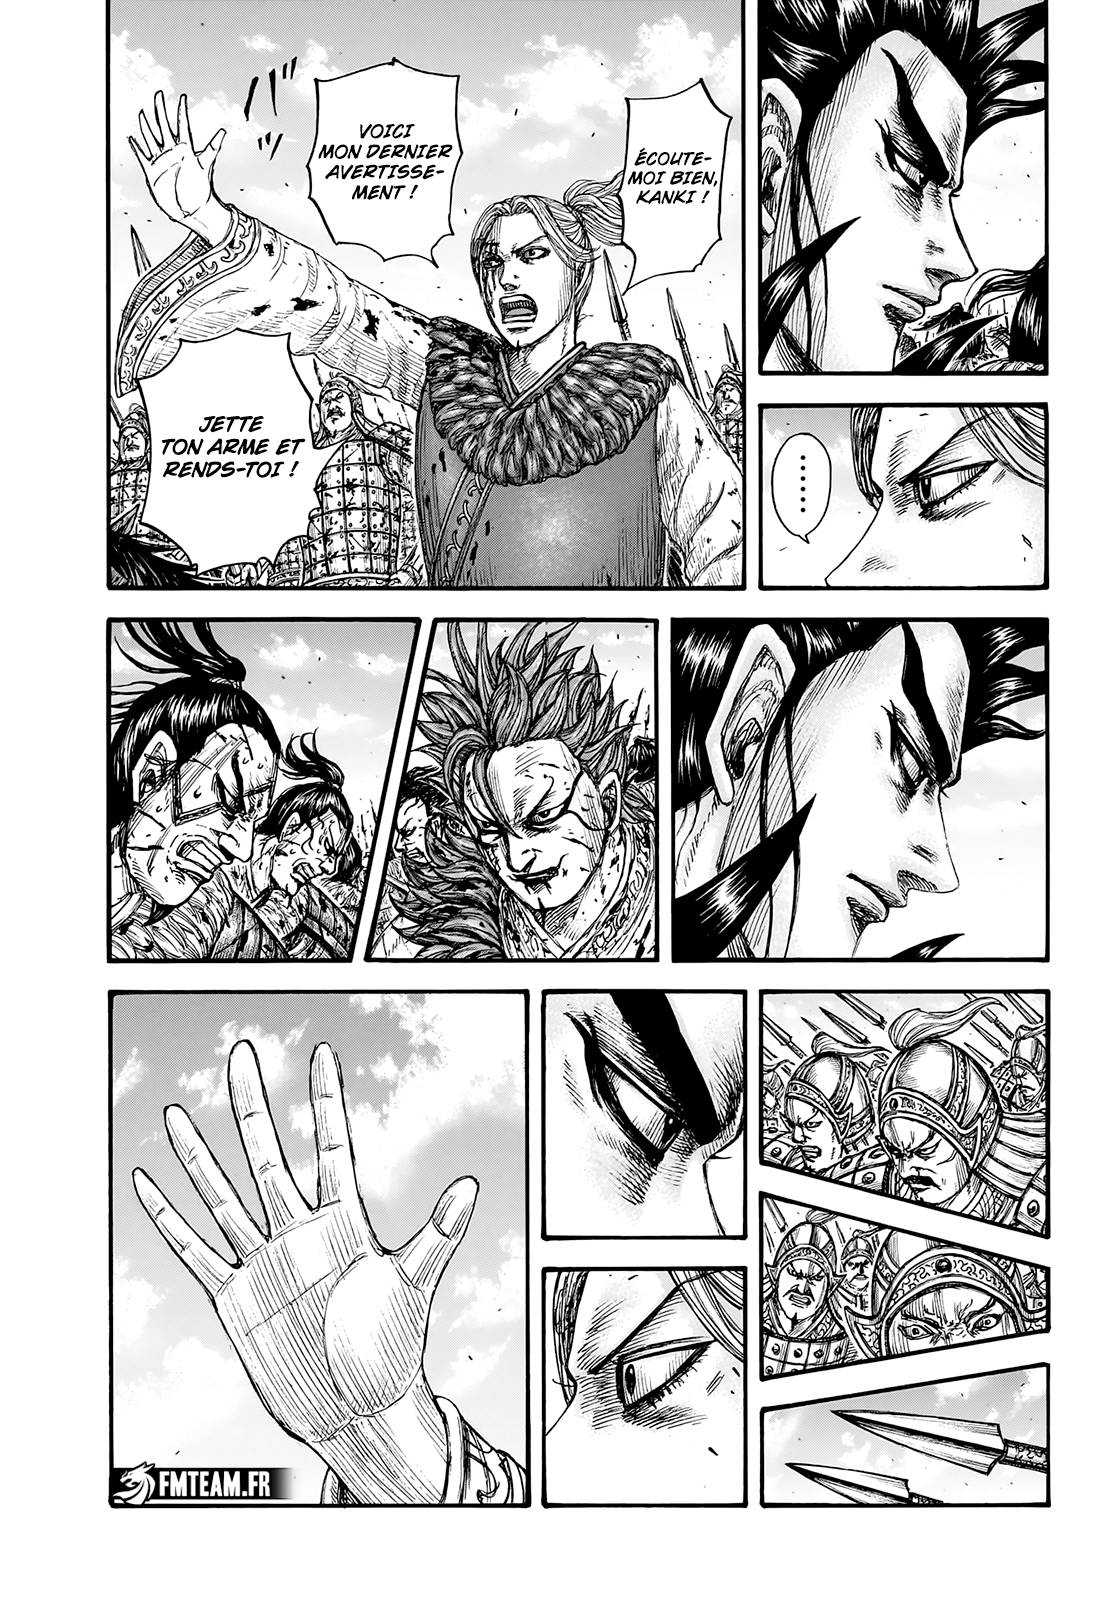 ÉCOUTE-
MOI BIEN,
KANKI !
VOICI
MON DERNIER
AVERTISSE-
MENT !
JETTE
TON ARME ET
RENDS-TOI !
......
FMTEAM.FR